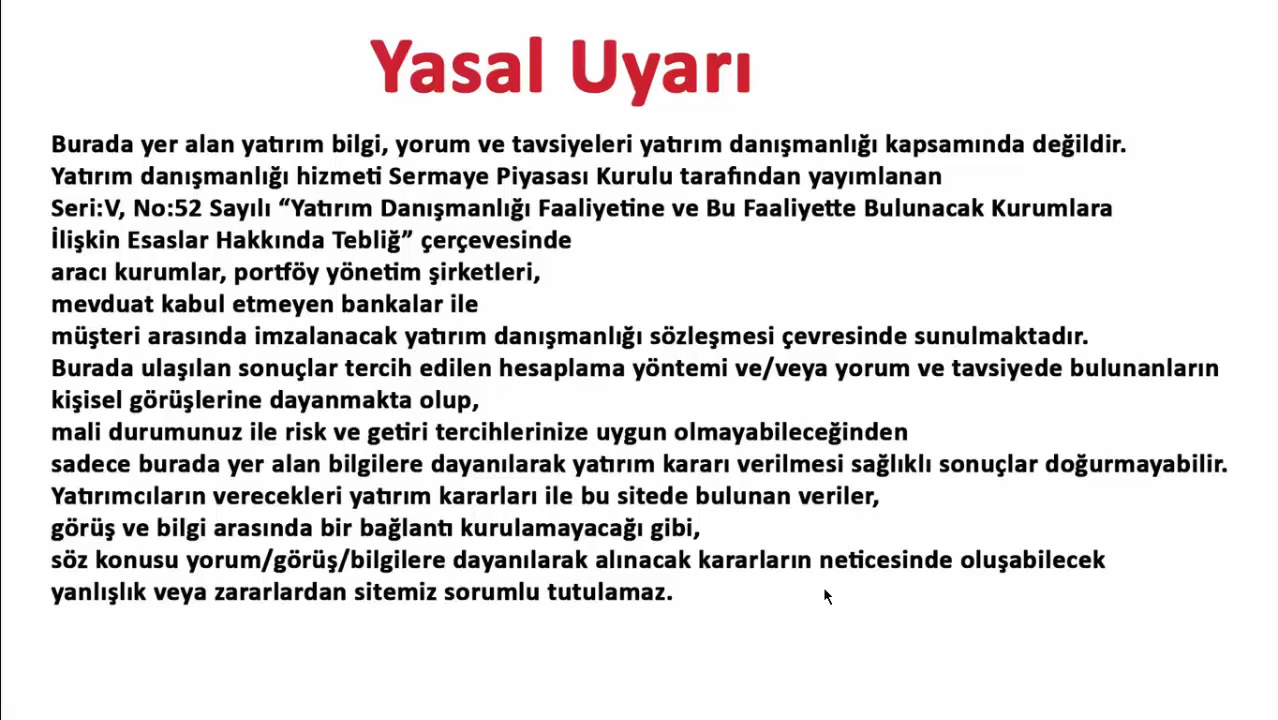 Yasal Uyarı
Burada yer alan yatırım bilgi, yorum ve tavsiyeleri yatırım danışmanlığı kapsamında değildir.
Yatırım danışmanlığı hizmeti Sermaye Piyasası Kurulu tarafından yayımlanan
Seri:V, No:52 Sayılı “Yatırım Danışmanlığı Faaliyetine ve Bu Faaliyette Bulunacak Kurumlara
İlişkin Esaslar Hakkında Tebliğ” çerçevesinde
aracı kurumlar, portföy yönetim şirketleri,
mevduat kabul etmeyen bankalar ile
müşteri arasında imzalanacak yatırım danışmanlığı sözleşmesi çevresinde sunulmaktadır.
Burada ulaşılan sonuçlar tercih edilen hesaplama yöntemi ve/veya yorum ve tavsiyede bulunanların
kişisel görüşlerine dayanmakta olup,
mali durumunuz ile risk ve getiri tercihlerinize uygun olmayabileceğinden
sadece burada yer alan bilgilere dayanılarak yatırım kararı verilmesi sağlıklı sonuçlar doğurmayabilir.
Yatırımcıların verecekleri yatırım kararları ile bu sitede bulunan veriler,
görüş ve bilgi arasında bir bağlantı kurulamayacağı gibi,
söz konusu yorum/görüş/bilgilere dayanılarak alınacak kararların neticesinde oluşabilecek
yanlışlık veya zararlardan sitemiz sorumlu tutulamaz.